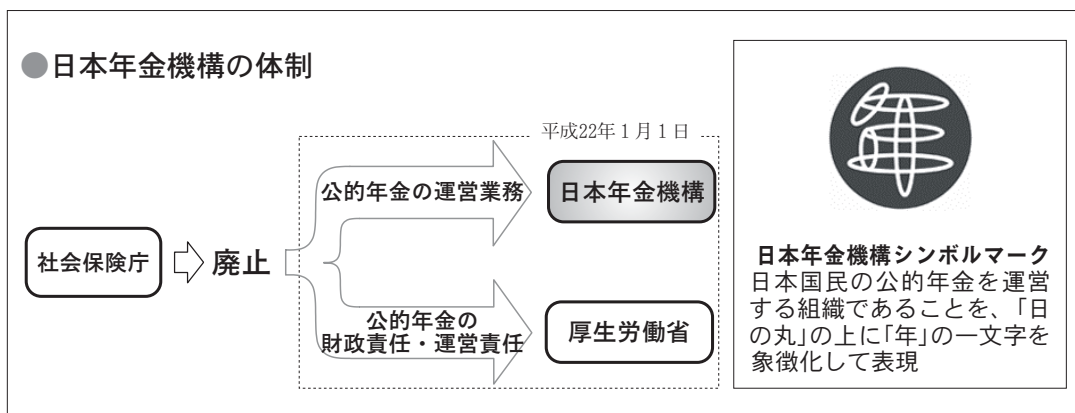 ●日本年金機構の体制
平成22年1月1日
公的年金の運営業務
日本年金機構
社会保険庁
廃止
公的年金の
財政責任・運営責任
厚生労働省
年
日本年金機構シンボルマーク
日本国民の公的年金を運営
する組織であることを、「日
の丸」の上に「年」の一文字を
象徴化して表現